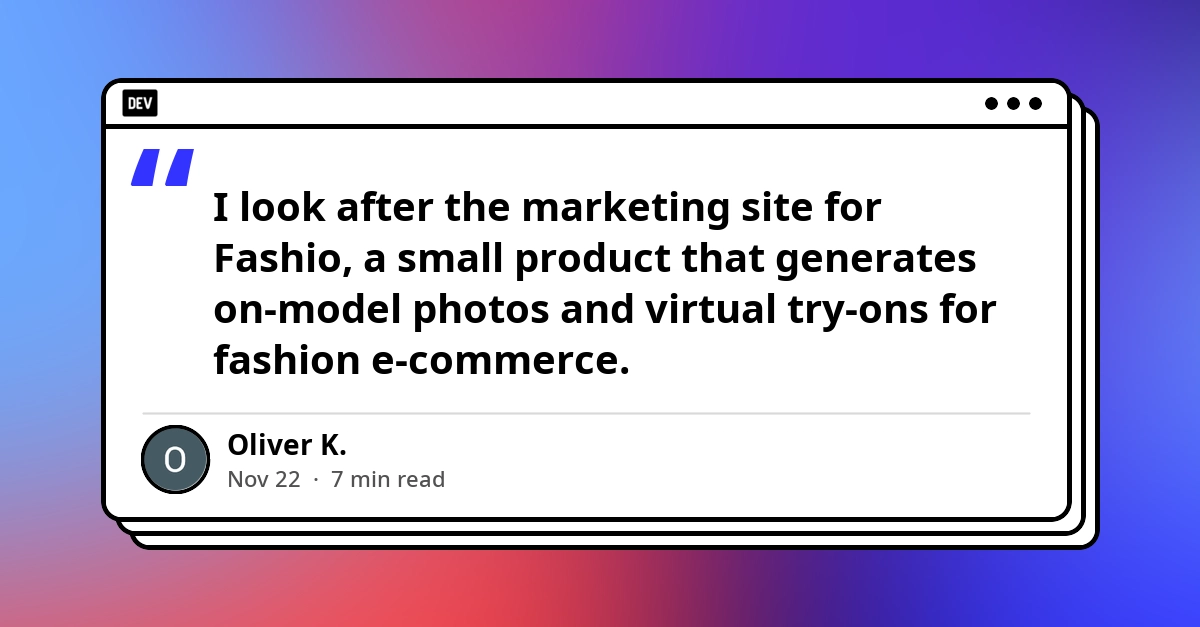 DEV
I look after the marketing site for
Fashio, a small product that generates
on-model photos and virtual try-ons for
fashion e-commerce.
O
Oliver K.
Nov 22 · 7 min read